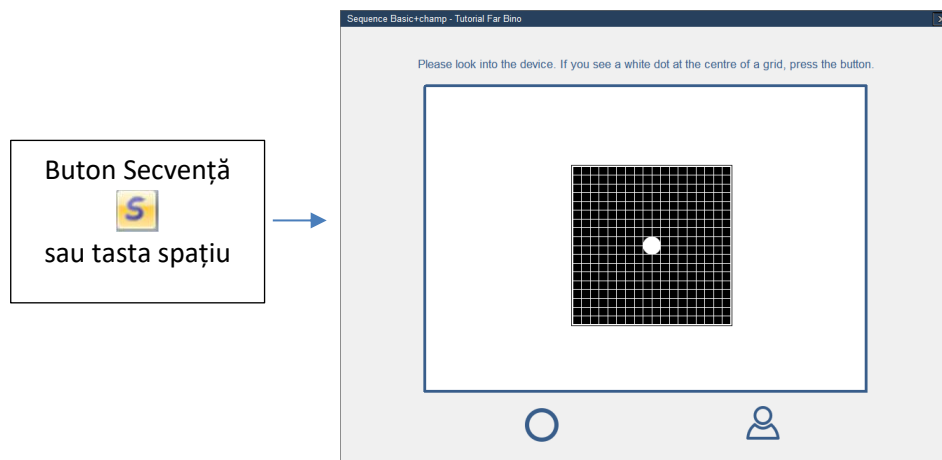 Sequence Basic+champ - Tutorial Far Bino
Please look into the device. If you see a white dot at the centre of a grid, press the button.
Buton Secvență
S
sau tasta spațiu